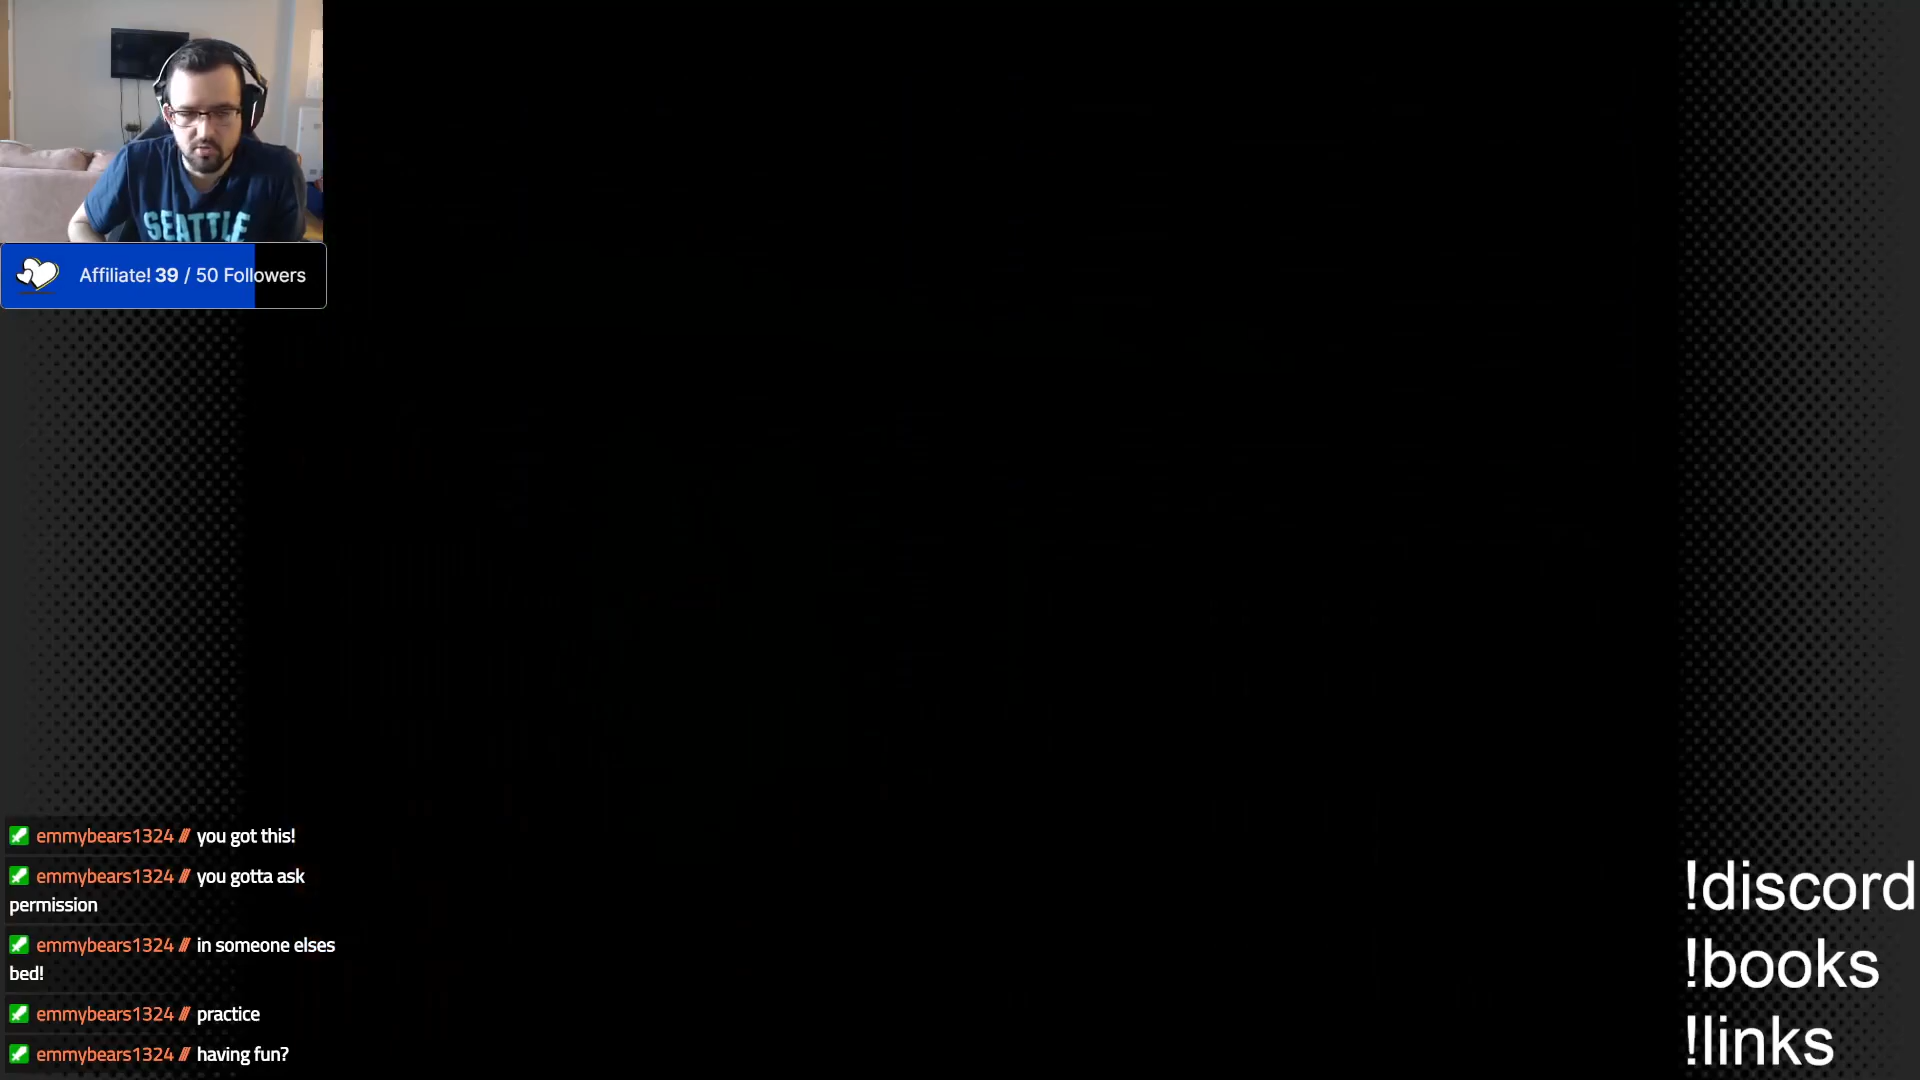 SEATTLE
Affiliate! 39 / 50 Followers
emmybears1324 /// you got this!
emmybears1324 /// you gotta ask
permission
emmybears1324 /// in someone elses
bed!
emmybears1324 /// practice
emmybears1324 /// having fun?
!discord
!books
!links